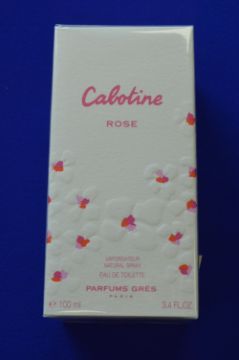 Cabotine
ROSE
VAPORISATEUR
NATURAL SPRAY
EAU DE TOILETTE
PARFUMS GRÈS
PARIS
e 100 ml 3.4 FL.OZ